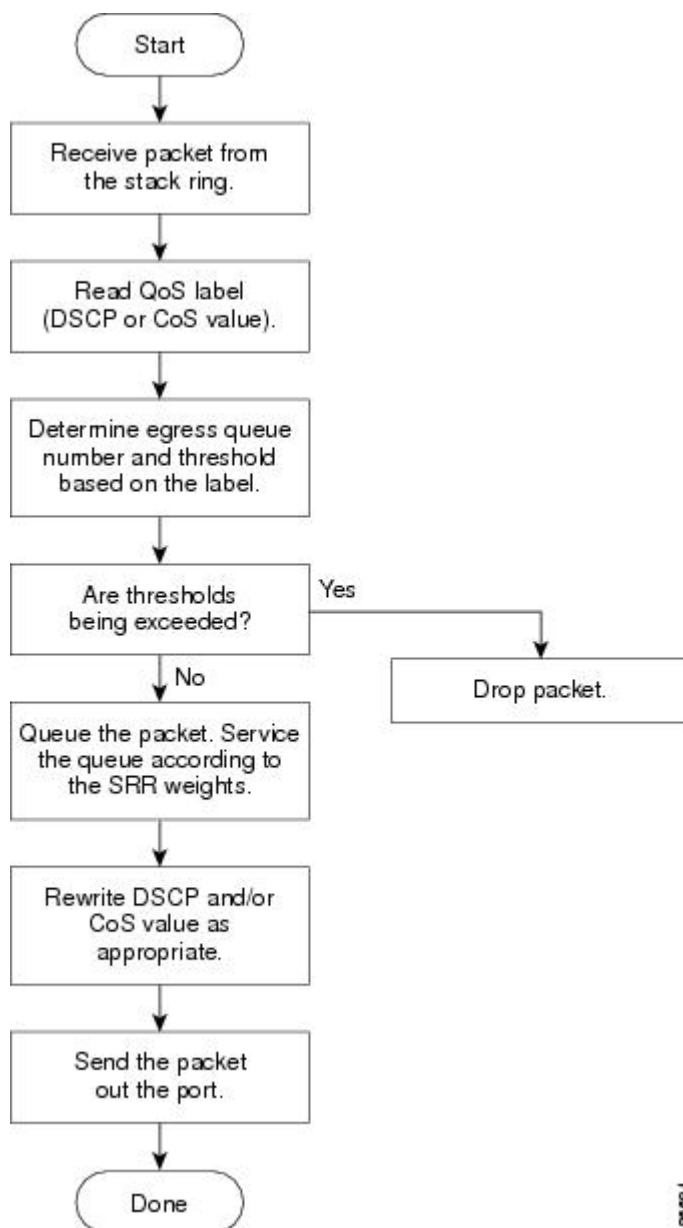 Start
Receive packet from
the stack ring.
Read QoS label
(DSCP or CoS value).
Determine egress queue
number and threshold
based on the label.
Are thresholds
being exceeded?
Yes
No
Drop packet.
Queue the packet. Service
the queue according to
the SRR weights.
Rewrite DSCP and/or
CoS value as
appropriate.
Send the packet
out the port.
Done